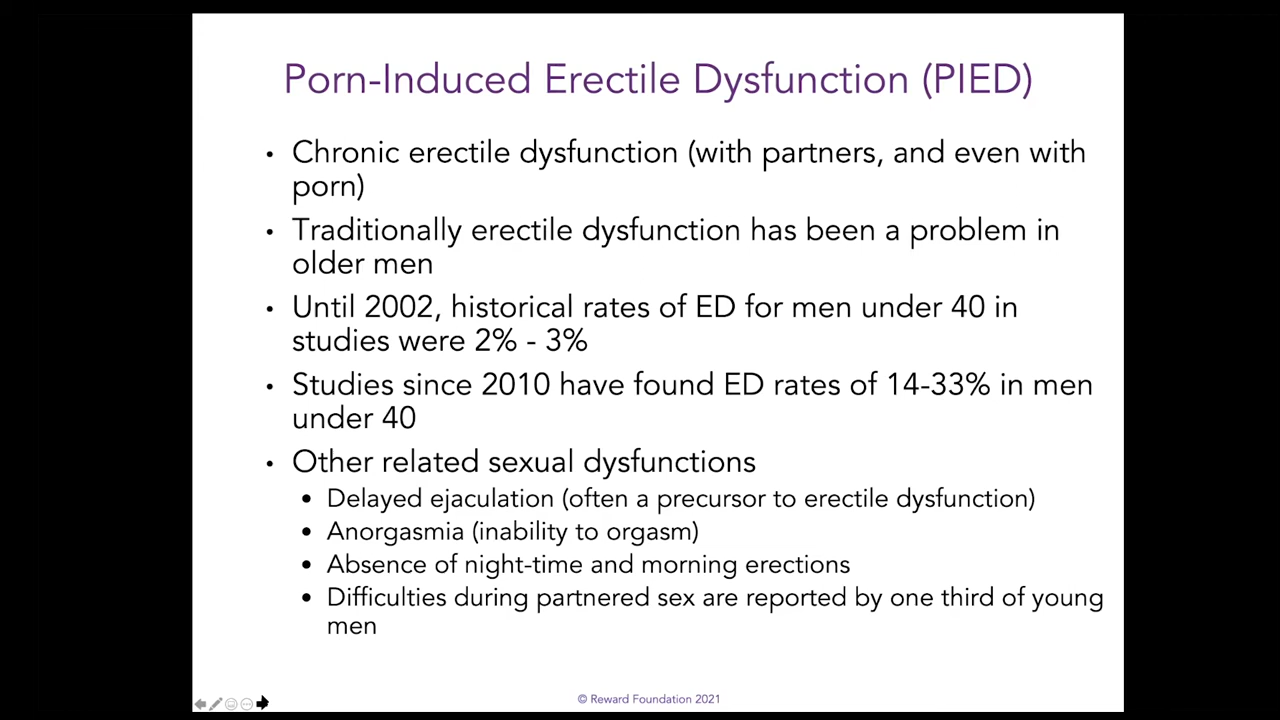 Porn-Induced Erectile Dysfunction (PIED)
• Chronic erectile dysfunction (with partners, and even with
porn)
• Traditionally erectile dysfunction has been a problem in
older men
• Until 2002, historical rates of ED for men under 40 in
studies were 2% - 3%
• Studies since 2010 have found ED rates of 14-33% in men
under 40
• Other related sexual dysfunctions
• Delayed ejaculation (often a precursor to erectile dysfunction)
• Anorgasmia (inability to orgasm)
• Absence of night-time and morning erections
• Difficulties during partnered sex are reported by one third of young
men
© Reward Foundation 2021